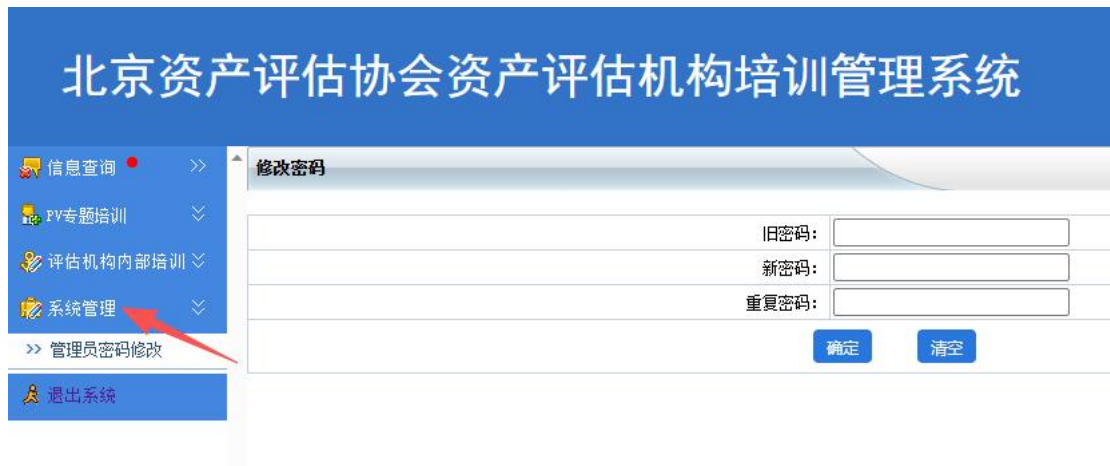 北京资产评估协会资产评估机构培训管理系统
信息查询 >>
PV专题培训
评估机构内部培训
系统管理
>> 管理员密码修改
退出系统
修改密码
旧密码：
新密码：
重复密码：
确定 清空